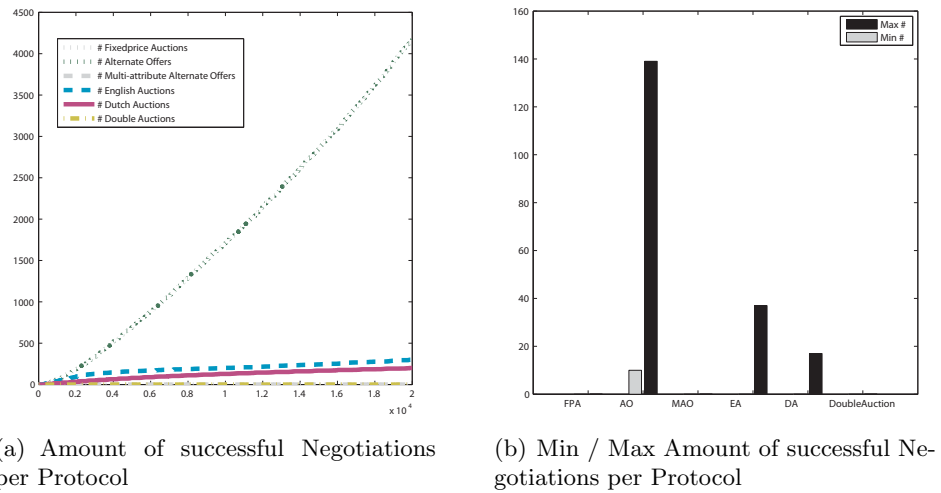 4500
4000
3500
3000
2500
2000
1500
1000
500
0
# Fixedprice Auctions
# Alternate Offers
# Multi-attribute Alternate Offers
# English Auctions
# Dutch Auctions
# Double Auctions
0 0.2 0.4 0.6 0.8 1 1.2 1.4 1.6 1.8 2
x 10^4
160
140
120
100
80
60
40
20
0
Max #
Min #
FPA AO MAO EA DA DoubleAuction
(a) Amount of successful Negotiations
per Protocol
(b) Min / Max Amount of successful Ne-
gotiations per Protocol